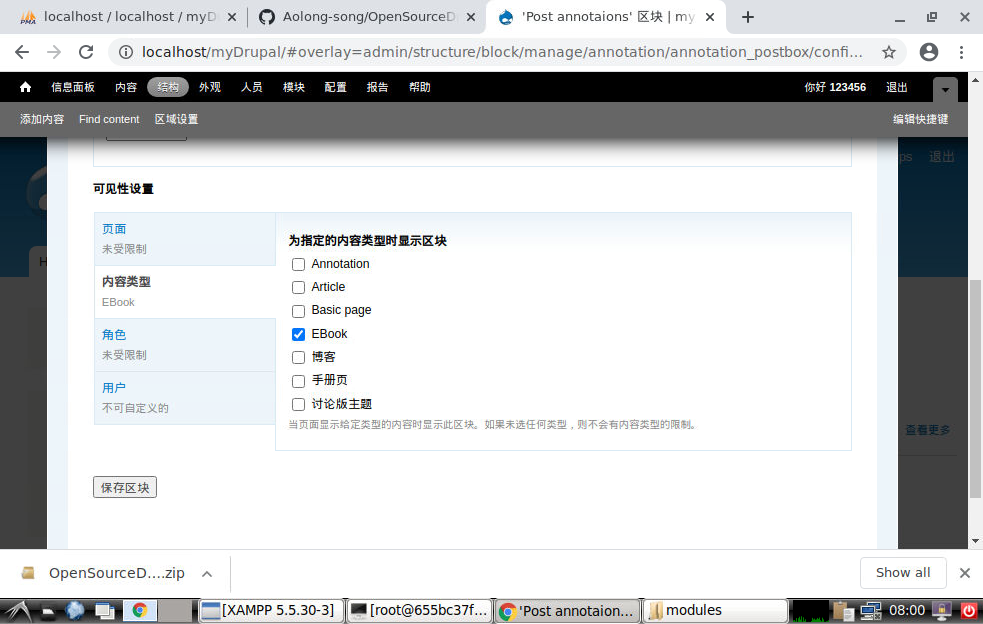 localhost / localhost / myD
Aolong-song/OpenSourceD
'Post annotaions' 区块 | my
localhost/myDrupal/#overlay=admin/structure/block/manage/annotation/annotation_postbox/confi...
信息面板 内容 结构 外观 人员 模块 配置 报告 帮助 你好 123456 退出
添加内容 Find content 区域设置 编辑快捷键
ps 退出
可见性设置
页面
未受限制
内容类型
EBook
角色
未受限制
用户
不可自定义的
为指定的内容类型时显示区块
Annotation
Article
Basic page
EBook
博客
手册页
讨论版主题
当页面显示给定类型的内容时显示此区块。如果未选任何类型，则不会有内容类型的限制。
H
查看更多
保存区块
OpenSourceD....zip
Show all
[XAMPP 5.5.30-3] [root@655bc37f... 'Post annotaion... modules 08:00